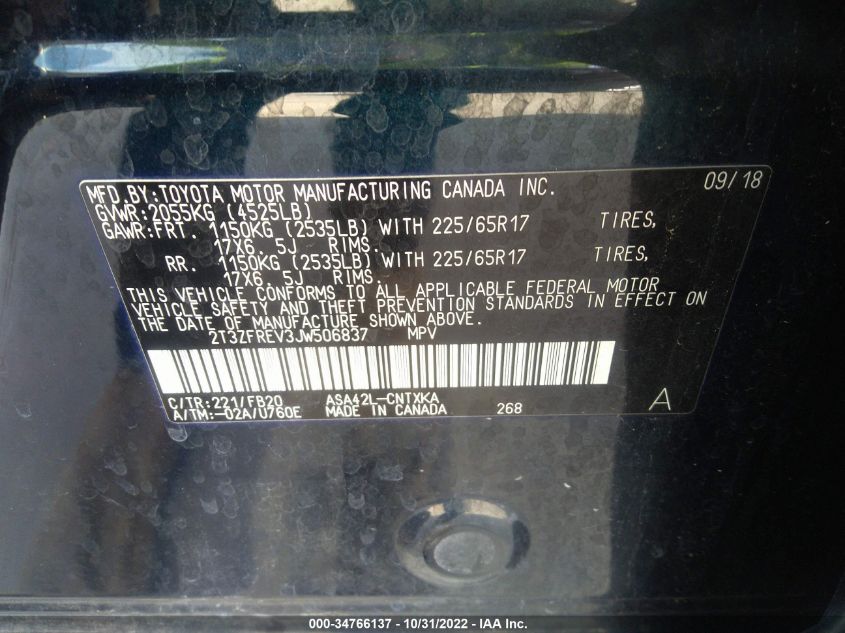 MFD.BY:TOYOTA MOTOR MANUFACTURING CANADA INC. 09/18
GVWR:2055KG (4525LB)
GAWR:FRT. 1150KG (2535LB) WITH 225/65R17 TIRES,
17X6. 5J RIMS.
RR. 1150KG (2535LB) WITH 225/65R17 TIRES,
17X6. 5J RIMS.
THIS VEHICLE CONFORMS TO ALL APPLICABLE FEDERAL MOTOR
VEHICLE SAFETY AND THEFT PREVENTION STANDARDS IN EFFECT ON
THE DATE OF MANUFACTURE SHOWN ABOVE.
2T3ZFREV3JW506837 MPV
C/TR:221/FB20 ASA42L-CNTXKA
A/TM:-02A/U760E MADE IN CANADA 268 A
000-34766137 - 10/31/2022 - IAA Inc.